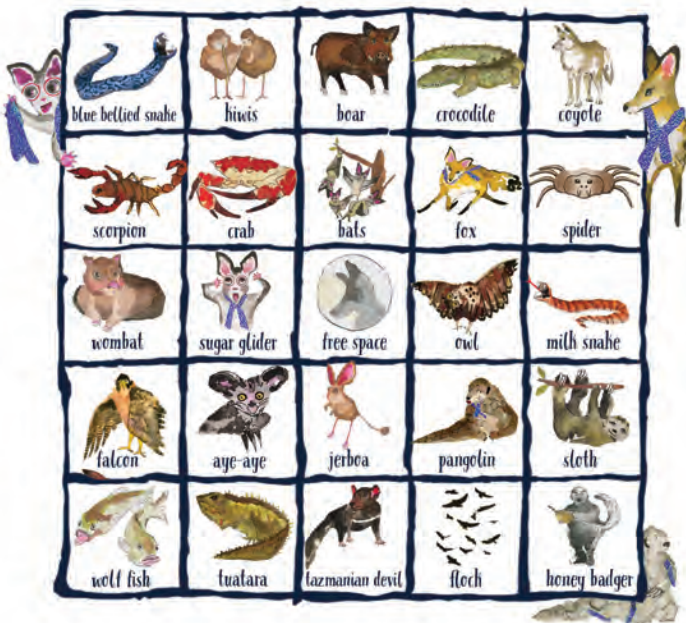 blue bellied snake
kiwis
boar
crocodile
coyote
scorpion
crab
bats
fox
spider
wombat
sugar glider
free space
owl
milk snake
falcon
aye-aye
jerboa
pangolin
sloth
wolf fish
tuatara
tazmanian devil
flock
honey badger